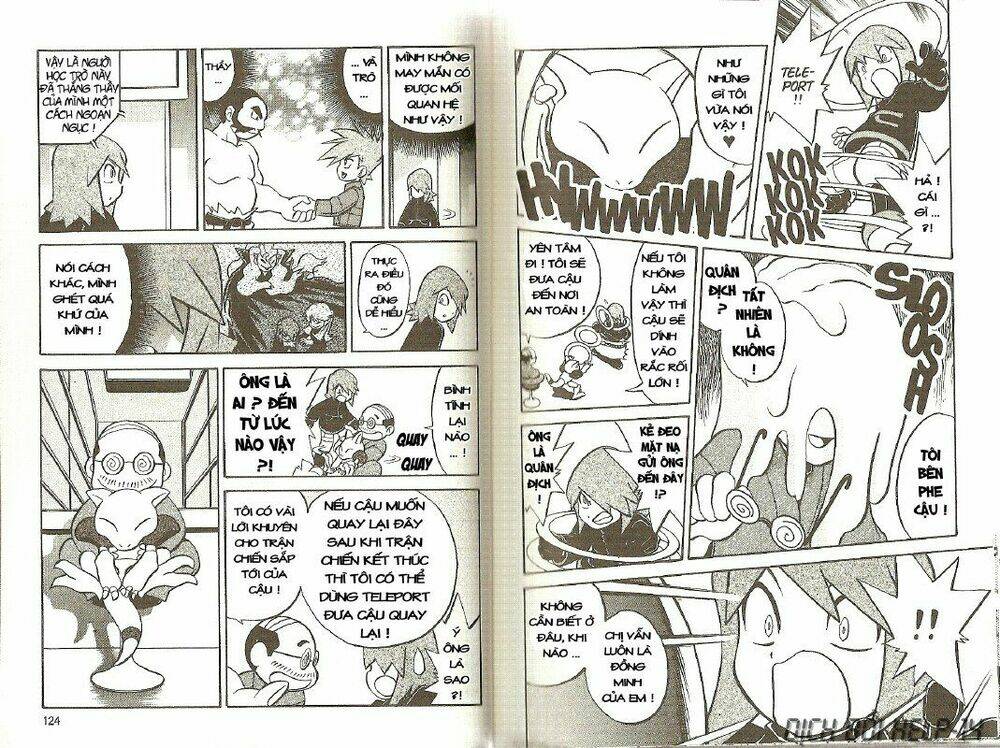 VẬY LÀ NGƯỜI
HỌC TRÒ NÀY
ĐÃ THẮNG THẦY
CỦA MÌNH MỘT
CÁCH NGOẠN
NGỤC !
THẦY
...
...
VÀ
TRÒ
MÌNH KHÔNG
MAY MẮN CÓ
ĐƯỢC MỐI
QUAN HỆ
NHƯ VẬY !
NÓI CÁCH
KHÁC, MÌNH
GHÉT QUÁ
KHỨ CỦA
MÌNH !
THỰC
RA ĐIỀU
ĐÓ
CŨNG
DỄ HIỂU
...
ÔNG LÀ
AI ? ĐẾN
TỪ LÚC
NÀO VẬY
?!
QUAY
QUAY
BÌNH
TĨNH
LẠI
NÀO !
...
TÔI CÓ VÀI
LỜI KHUYÊN
CHO TRẬN
CHIẾN SẮP
TỚI CỦA
CẬU !
NẾU CẬU MUỐN
QUAY LẠI ĐÂY
SAU KHI TRẬN
CHIẾN KẾT THÚC
THÌ TÔI CÓ THỂ
DÙNG TELEPORT
ĐƯA CẬU QUAY
LẠI !
Ý
ÔNG
LÀ
SAO
?!
124
NHƯ
NHỮNG
GÌ TÔI
VỪA NÓI
VẬY !
♥
TELE-
PORT
!!
HWWWWWWW
KOK
KOK
KOK
KOK
HẢ !
CÁI
GÌ ...
?!
YÊN TÂM
ĐI ! TÔI SẼ
ĐƯA CẬU
ĐẾN NƠI
AN TOÀN !
NẾU TÔI
KHÔNG
LÀM
VẬY THÌ
CẬU SẼ
DÍNH
VÀO
RẮC RỐI
LỚN !
QUÂN
ĐỊCH ?
TẤT
NHIÊN LÀ
KHÔNG !
SLOOSH
ÔNG
LÀ
QUÂN
ĐỊCH !
KẺ ĐEO
MẶT NẠ
GỬI ÔNG
ĐẾN ĐÂY
!?
TÔI
BÊN PHE
CẬU !
KHÔNG
CẦN BIẾT Ở
ĐÂU, KHI
NÀO ...
CHỊ VẪN
LUÔN LÀ
ĐỒNG
MINH
CỦA EM !
!!
DỊCH BỞI HELP_14